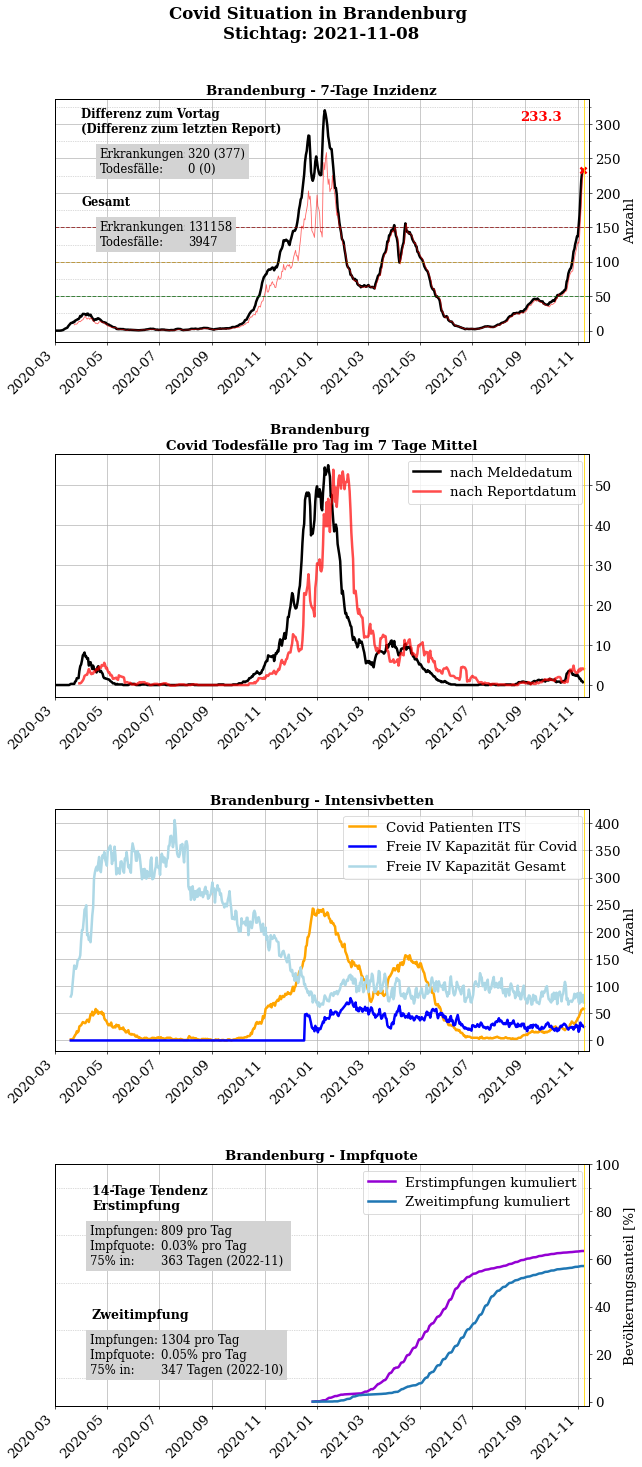 Covid Situation in Brandenburg
Stichtag: 2021-11-08
Brandenburg - 7-Tage Inzidenz
Differenz zum Vortag
(Differenz zum letzten Report)
Erkrankungen 320 (377)
Todesfälle: 0 (0)
Gesamt
Erkrankungen 131158
Todesfälle: 3947
233.3
300
250
200
150
100
50
0
Anzahl
2020-03
2020-05
2020-07
2020-09
2020-11
2021-01
2021-03
2021-05
2021-07
2021-09
2021-11
Brandenburg
Covid Todesfälle pro Tag im 7 Tage Mittel
nach Meldedatum
nach Reportdatum
50
40
30
20
10
0
2020-03
2020-05
2020-07
2020-09
2020-11
2021-01
2021-03
2021-05
2021-07
2021-09
2021-11
Brandenburg - Intensivbetten
Covid Patienten ITS
Freie IV Kapazität für Covid
Freie IV Kapazität Gesamt
400
350
300
250
200
150
100
50
0
Anzahl
2020-03
2020-05
2020-07
2020-09
2020-11
2021-01
2021-03
2021-05
2021-07
2021-09
2021-11
Brandenburg - Impfquote
14-Tage Tendenz
Erstimpfung
Impfungen: 809 pro Tag
Impfquote: 0.03% pro Tag
75% in: 363 Tagen (2022-11)
Zweitimpfung
Impfungen: 1304 pro Tag
Impfquote: 0.05% pro Tag
75% in: 347 Tagen (2022-10)
Erstimpfungen kumuliert
Zweitimpfung kumuliert
100
80
60
40
20
0
Bevölkerungsanteil [%]
2020-03
2020-05
2020-07
2020-09
2020-11
2021-01
2021-03
2021-05
2021-07
2021-09
2021-11